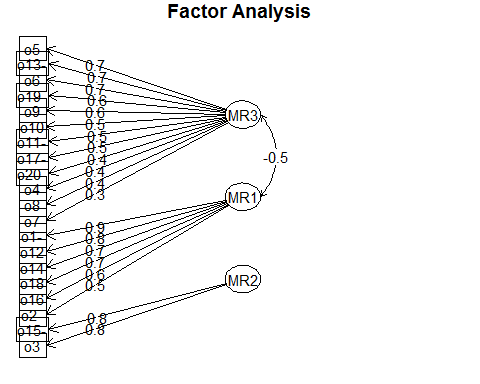 Factor Analysis
o5
o13-
o6
o19
o9
o10
o11-
o17-
o20
o4
o8
o7
o1-
o12
o14
o18
o16
o2
o15-
o3
0.7
0.7
0.7
0.6
0.6
0.5
0.5
0.5
0.4
0.4
0.4
0.3
0.9
0.8
0.7
0.7
0.6
0.5
0.8
0.8
MR3
-0.5
MR1
MR2